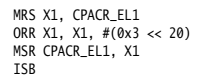 MRS X1, CPACR_EL1
ORR X1, X1, #(0x3 << 20)
MSR CPACR_EL1, X1
ISB